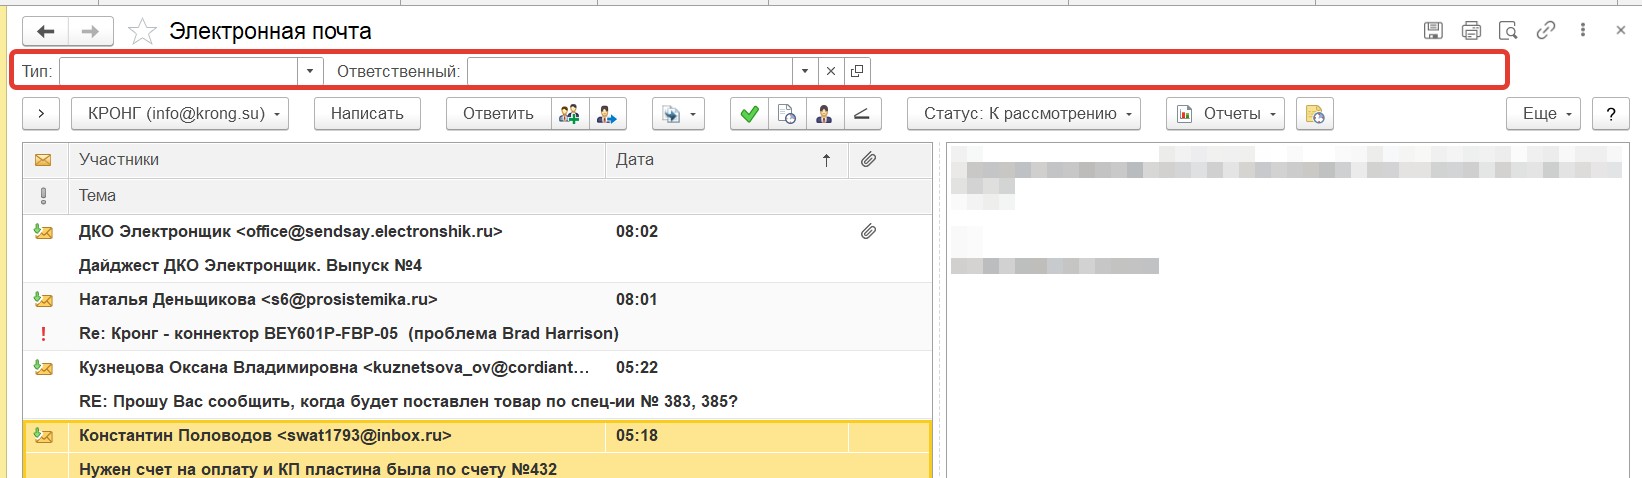 Электронная почта
Тип: Ответственный:
КРОНГ (info@krong.su) Написать Ответить Статус: К рассмотрению Отчеты Еще ?
Участники Дата
Тема
ДКО Электронщик <office@sendsay.electronshik.ru> 08:02
Дайджест ДКО Электронщик. Выпуск №4
Наталья Деньщикова <s6@prosistemika.ru> 08:01
Re: Кронг - коннектор BEY601P-FBP-05 (проблема Brad Harrison)
Кузнецова Оксана Владимировна <kuznetsova_ov@cordiant... 05:22
RE: Прошу Вас сообщить, когда будет поставлен товар по спец-ии № 383, 385?
Константин Половодов <swat1793@inbox.ru> 05:18
Нужен счет на оплату и КП пластина была по счету №432